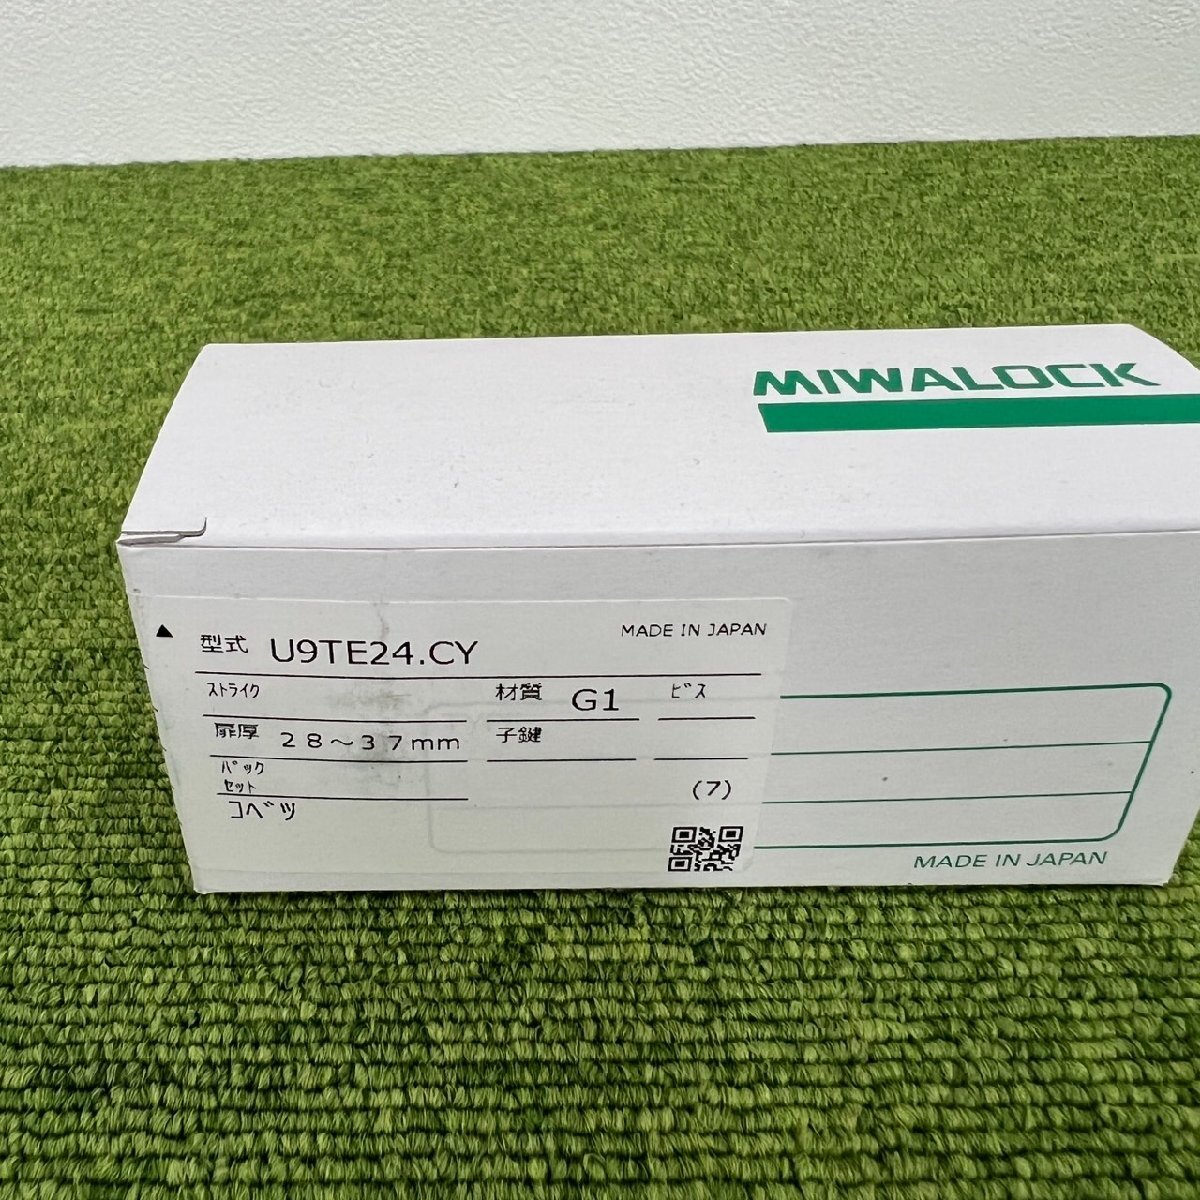 MIWALOCK
▲ 型式 U9TE24.CY MADE IN JAPAN
ストライク 材質 G1 ビス
扉厚 28～37mm 子鍵
パック
セット (7)
コベツ
MADE IN JAPAN